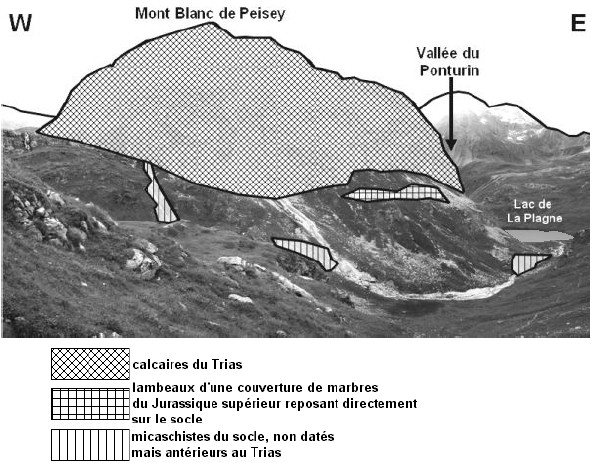 W
Mont Blanc de Peisey
E
Vallée du
Ponturin
Lac de
La Plagne
calcaires du Trias
lambeaux d'une couverture de marbres
du Jurassique supérieur reposant directement
sur le socle
micaschistes du socle, non datés
mais antérieurs au Trias